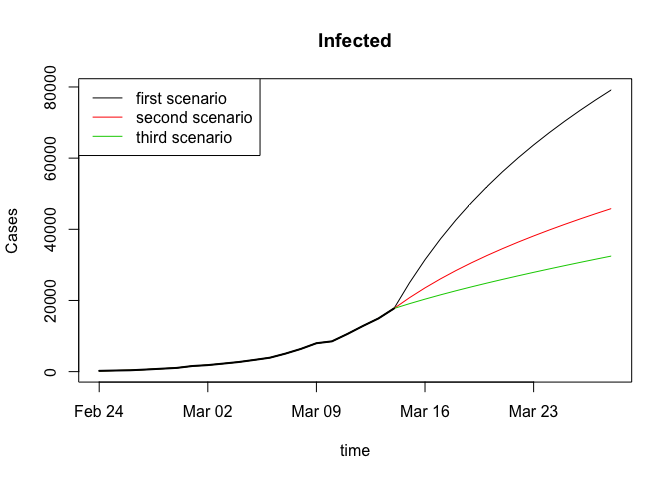 Infected
first scenario
second scenario
third scenario
80000
60000
40000
20000
0
Cases
Feb 24
Mar 02
Mar 09
Mar 16
Mar 23
time